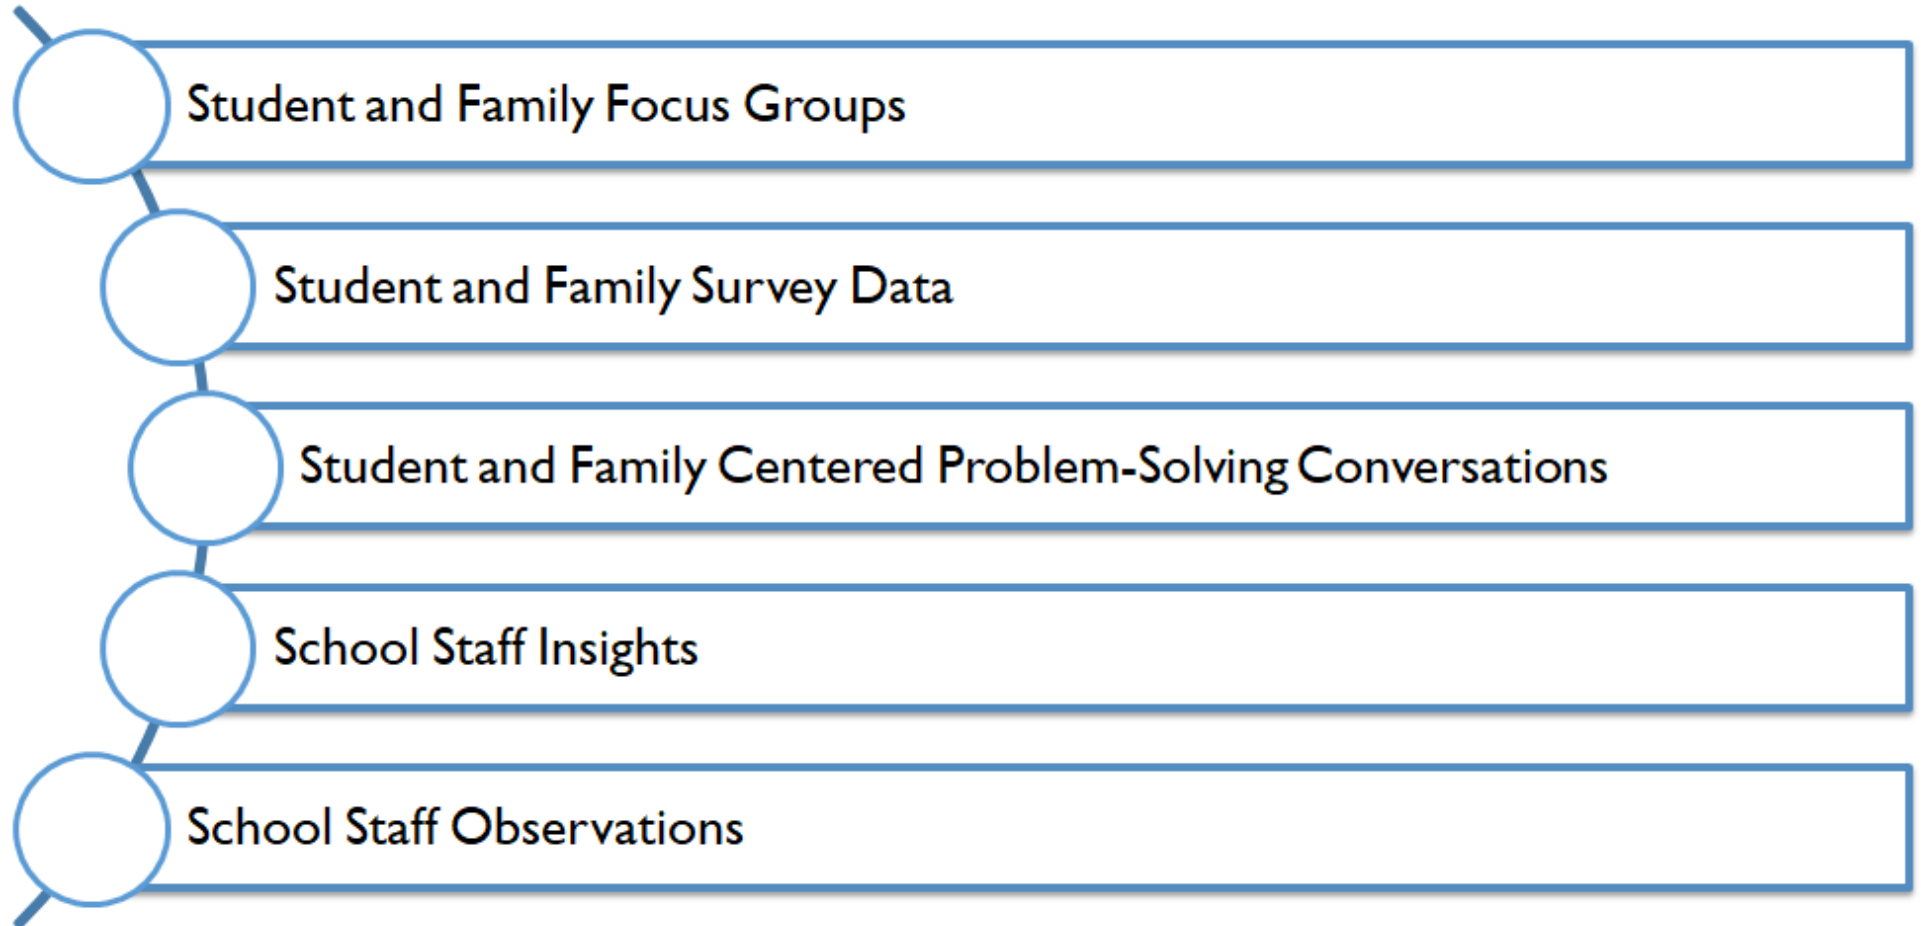 Student and Family Focus Groups
Student and Family Survey Data
Student and Family Centered Problem-Solving Conversations
School Staff Insights
School Staff Observations